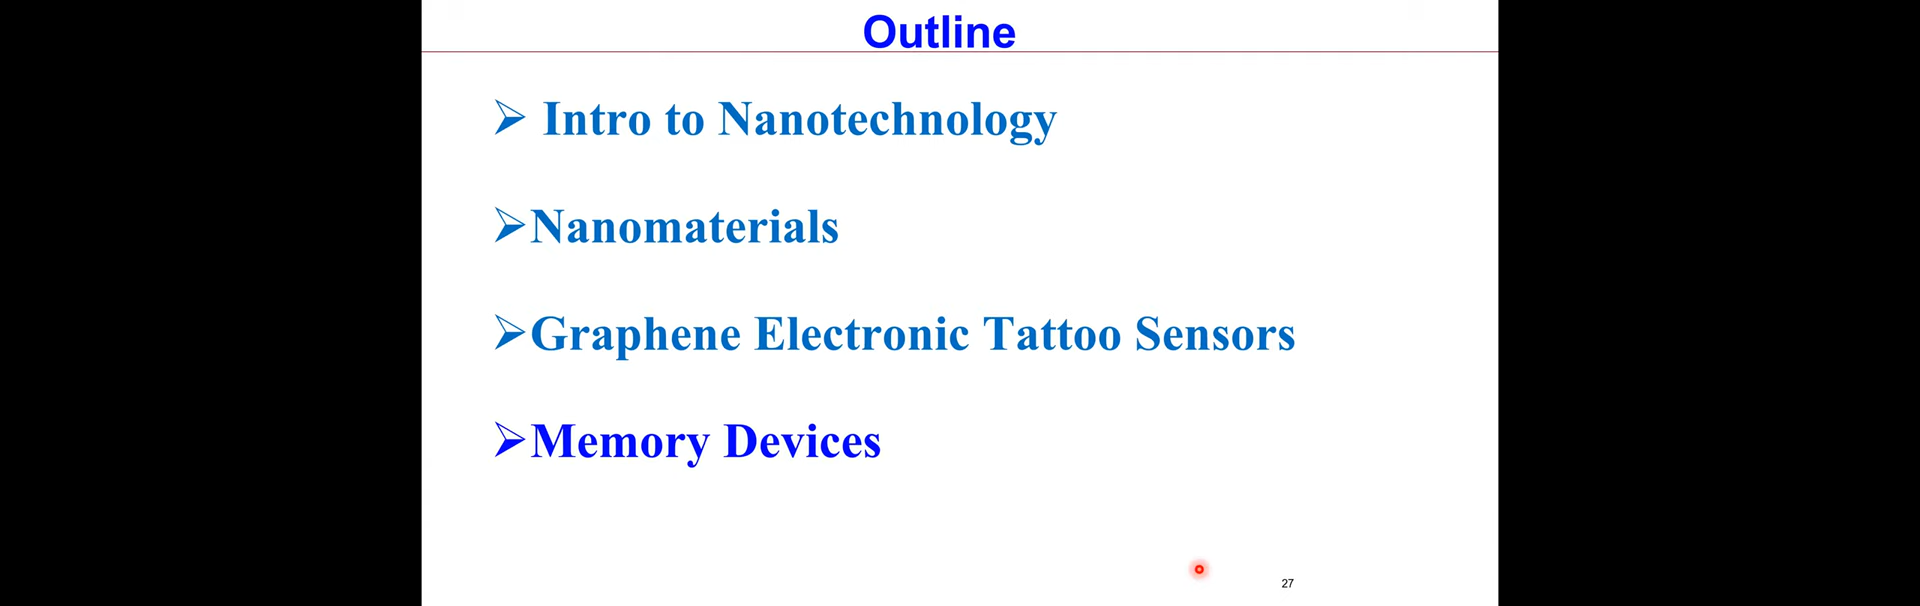 Outline
➢ Intro to Nanotechnology
➢Nanomaterials
➢Graphene Electronic Tattoo Sensors
➢Memory Devices
27